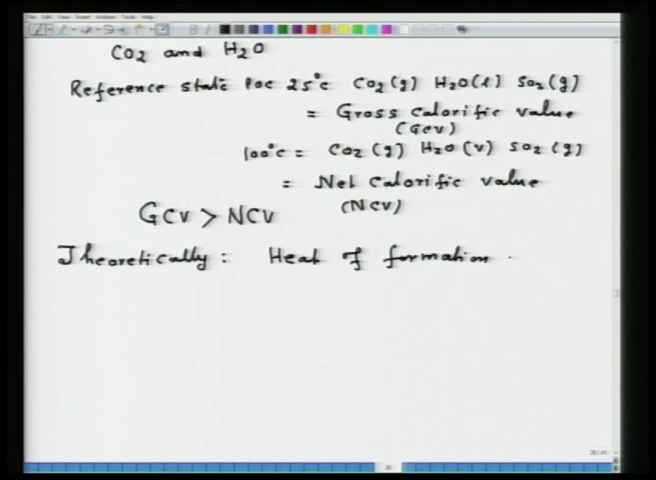 CO2 and H2O
Reference state POC 25°C CO2(g) H2O(l) SO2(g)
= Gross Calorific value
(GCV)
100°C = CO2(g) H2O(v) SO2(g)
= Net Calorific value
(NCV)
GCV > NCV
Theoretically: Heat of formation.